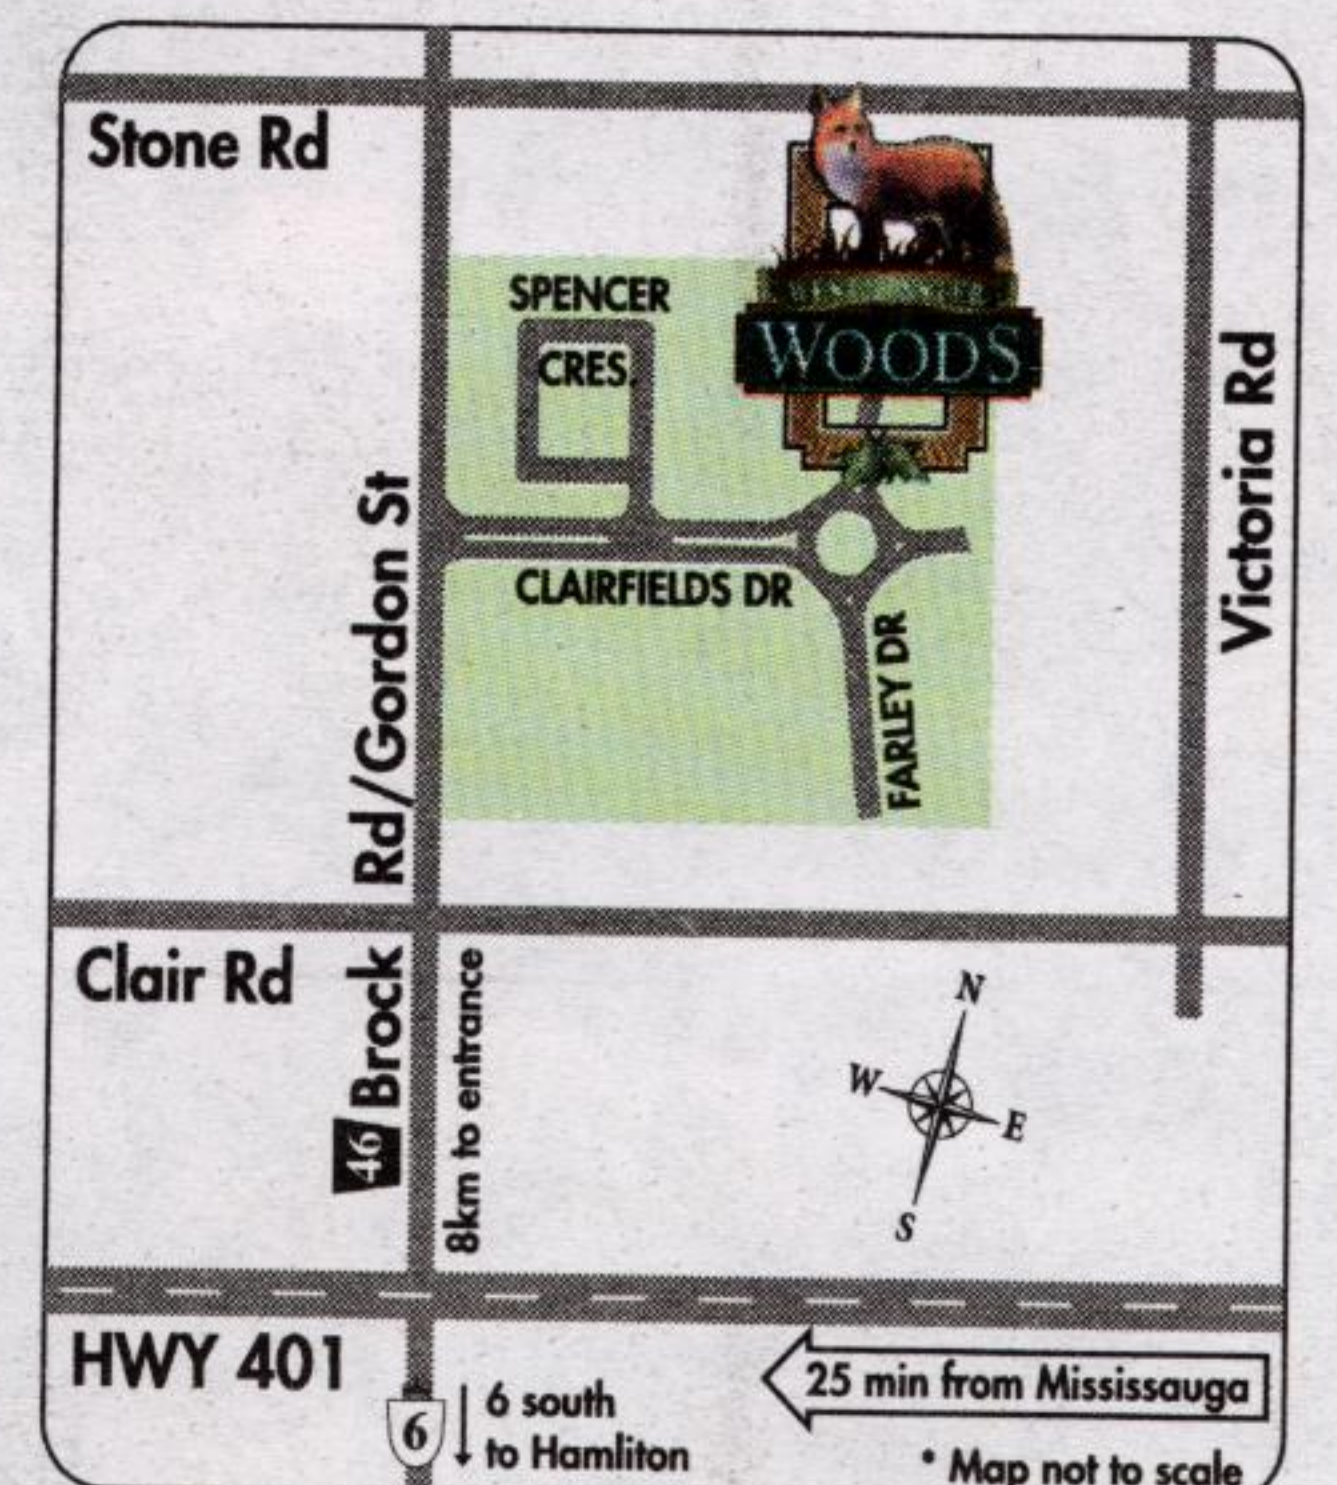 Stone Rd
SPENCER
CRES.
WOODS
Victoria Rd
CLAIRFIELDS DR
FARLEY DR
46 Brock Rd/Gordon St
Clair Rd
8km to entrance
N
W
E
S
HWY 401
6
6 south
to Hamliton
25 min from Mississauga
* Map not to scale